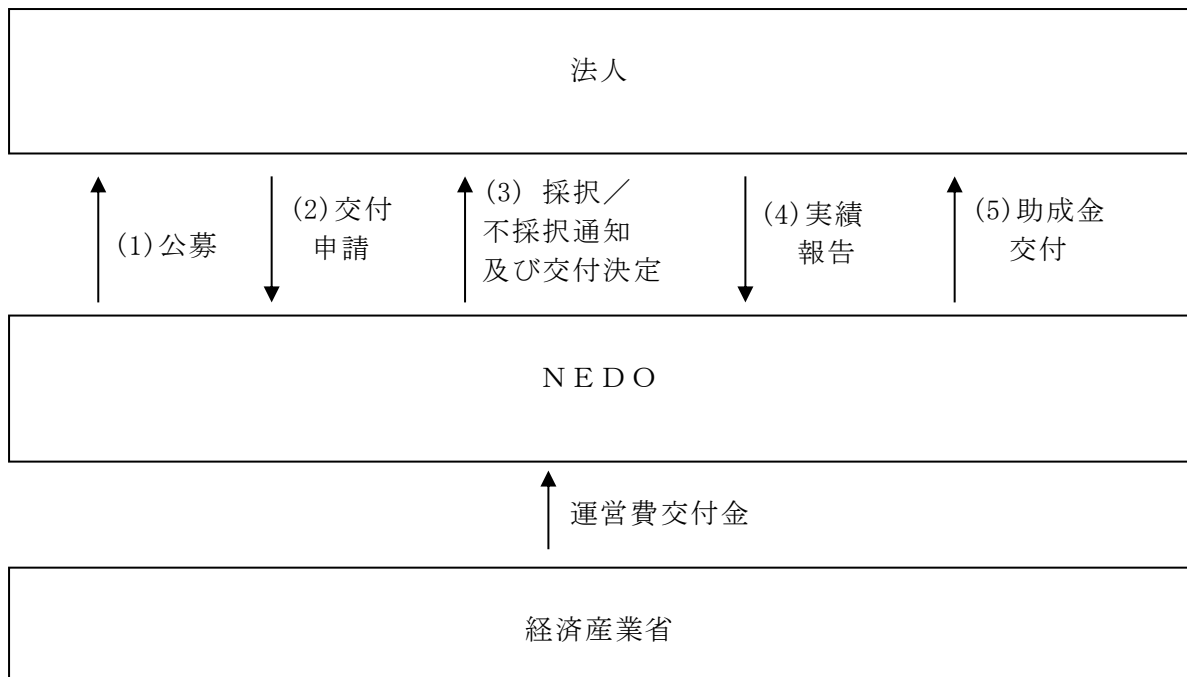 法人
(1)公募
(2)交付
申請
(3) 採択／
不採択通知
及び交付決定
(4)実績
報告
(5)助成金
交付
ＮＥＤＯ
運営費交付金
経済産業省